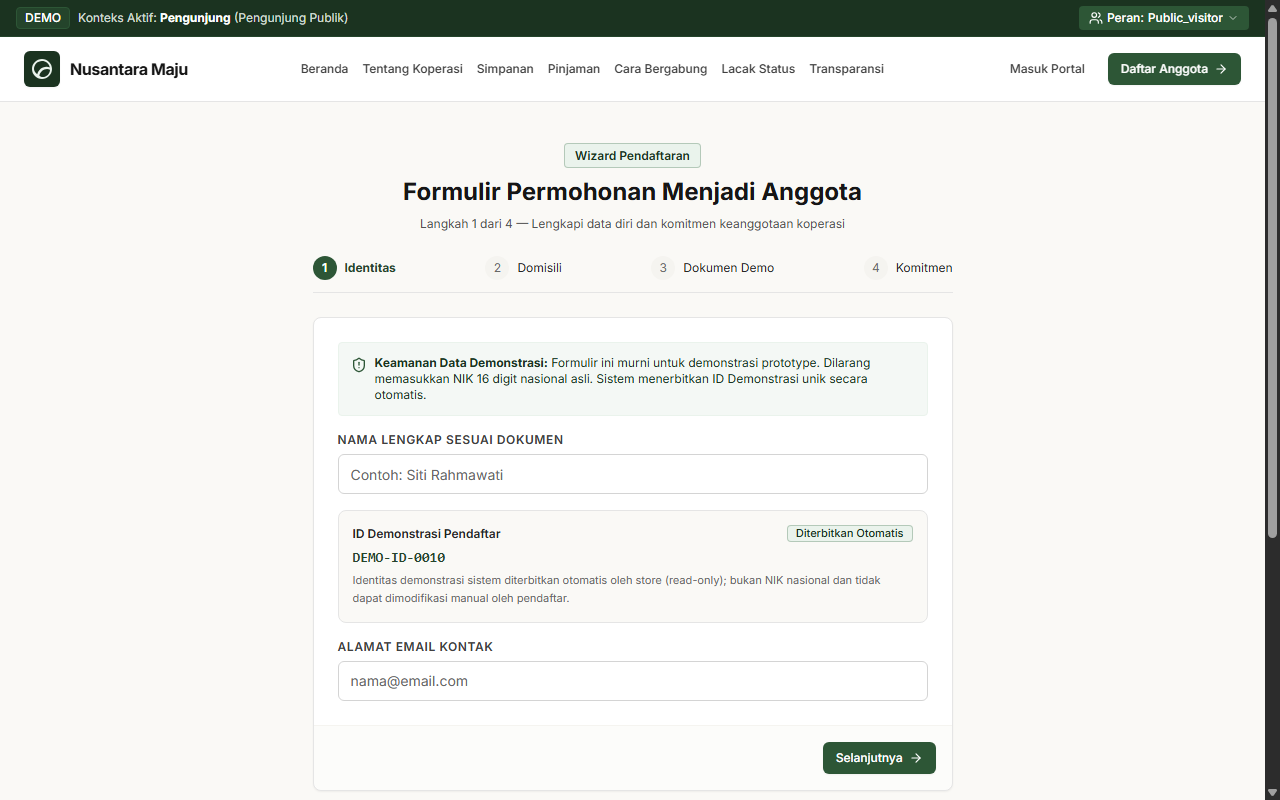 DEMO Konteks Aktif: Pengunjung (Pengunjung Publik)
Peran: Public_visitor
Nusantara Maju
Beranda Tentang Koperasi Simpanan Pinjaman Cara Bergabung Lacak Status Transparansi
Masuk Portal
Daftar Anggota
Wizard Pendaftaran
Formulir Permohonan Menjadi Anggota
Langkah 1 dari 4 — Lengkapi data diri dan komitmen keanggotaan koperasi
1 Identitas
2 Domisili
3 Dokumen Demo
4 Komitmen
Keamanan Data Demonstrasi: Formulir ini murni untuk demonstrasi prototype. Dilarang
memasukkan NIK 16 digit nasional asli. Sistem menerbitkan ID Demonstrasi unik secara
otomatis.
NAMA LENGKAP SESUAI DOKUMEN
Contoh: Siti Rahmawati
ID Demonstrasi Pendaftar
Diterbitkan Otomatis
DEMO-ID-0010
Identitas demonstrasi sistem diterbitkan otomatis oleh store (read-only); bukan NIK nasional dan tidak
dapat dimodifikasi manual oleh pendaftar.
ALAMAT EMAIL KONTAK
nama@email.com
Selanjutnya